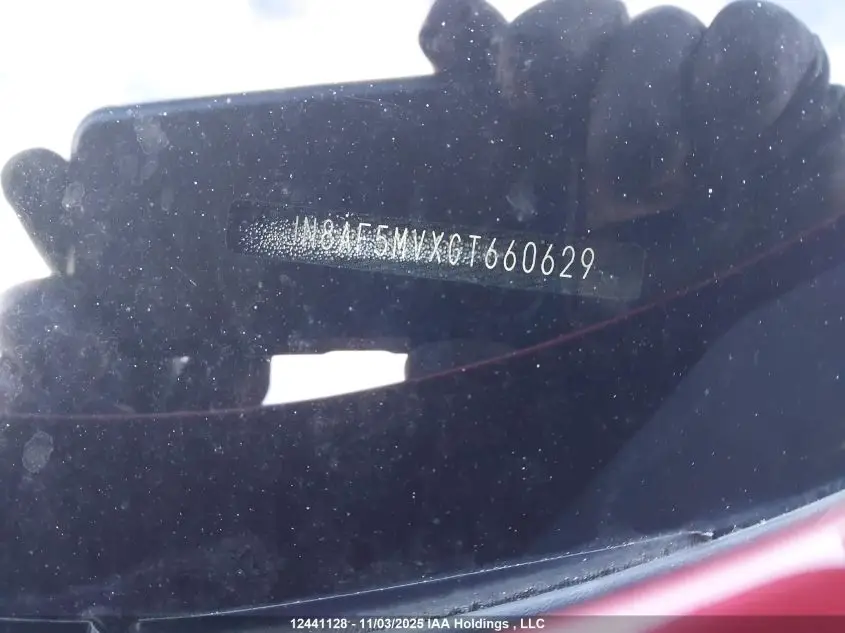 JN8AF5MVXGT660629
12441128 - 11/03/2025 IAA Holdings , LLC